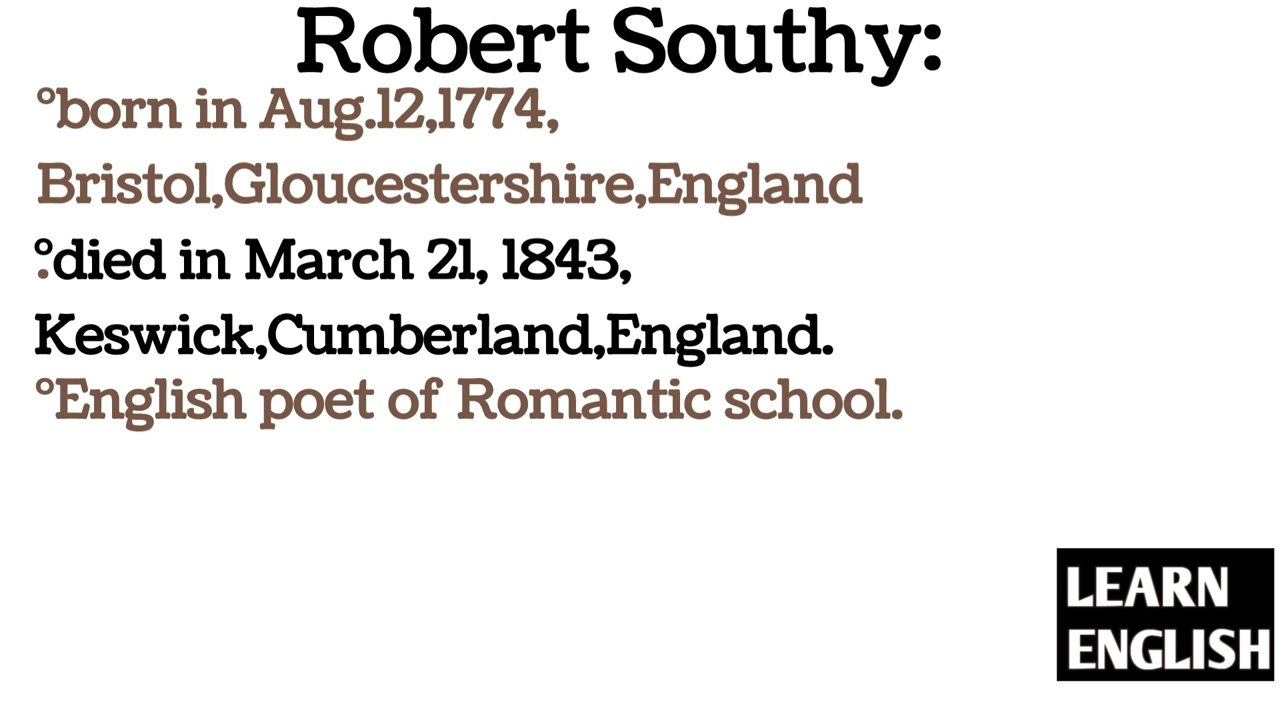 Robert Southy:
°born in Aug.12,1774,
Bristol,Gloucestershire,England
°.died in March 21, 1843,
Keswick,Cumberland,England.
°English poet of Romantic school.
LEARN
ENGLISH